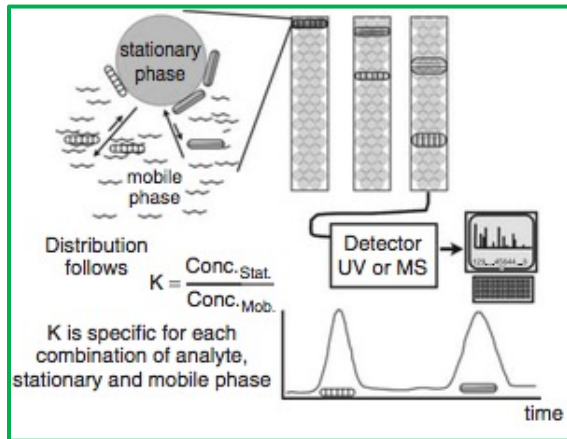 stationary
phase
mobile
phase
Distribution
follows
K = Conc.Stat.
Conc.Mob.
K is specific for each
combination of analyte,
stationary and mobile phase
Detector
UV or MS
time